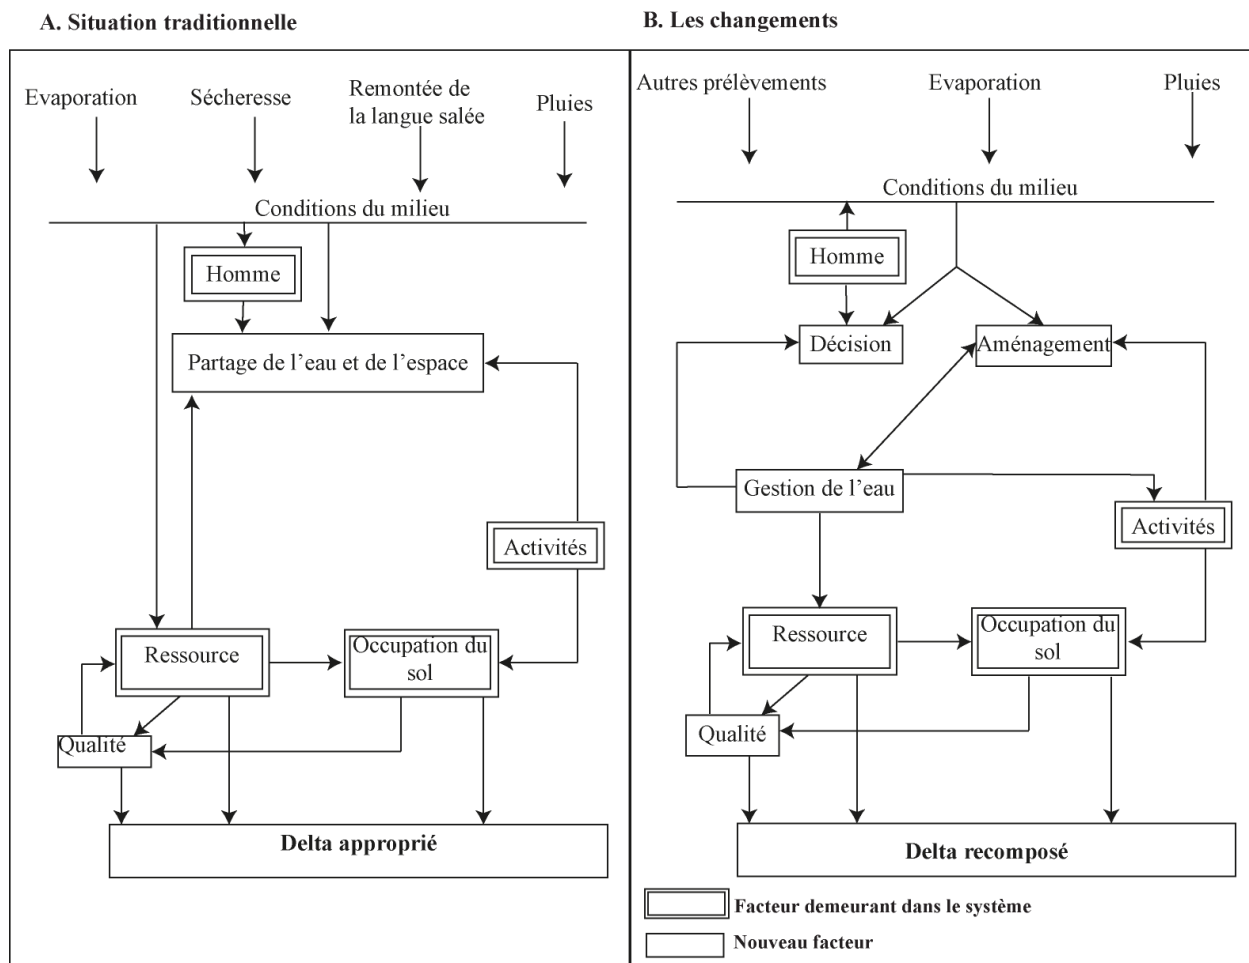 A. Situation traditionnelle
Evaporation
Sécheresse
Remontée de
la langue salée
Pluies
Conditions du milieu
Homme
Partage de l'eau et de l'espace
Activités
Ressource
Occupation du
sol
Qualité
Delta approprié
B. Les changements
Autres prélèvements
Evaporation
Pluies
Conditions du milieu
Homme
Décision
Aménagement
Gestion de l'eau
Activités
Ressource
Occupation du
sol
Qualité
Delta recomposé
Facteur demeurant dans le système
Nouveau facteur